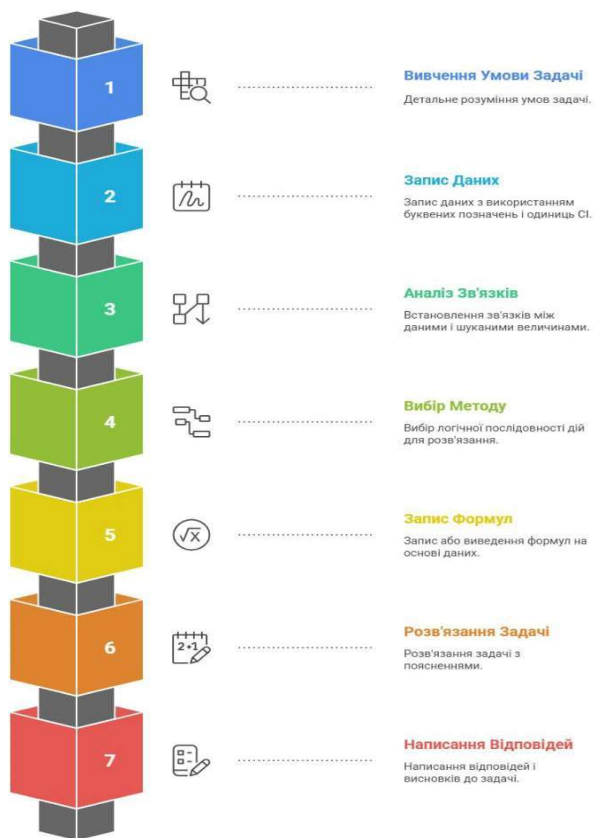 1
Вивчення Умови Задачі
Детальне розуміння умов задачі.
2
Запис Даних
Запис даних з використанням
буквених позначень і одиниць СІ.
3
Аналіз Зв'язків
Встановлення зв'язків між
даними і шуканими величинами.
4
Вибір Методу
Вибір логічної послідовності дій
для розв'язання.
5
√x
Запис Формул
Запис або виведення формул на
основі даних.
6
2+1
Розв'язання Задачі
Розв'язання задачі з
поясненнями.
7
Написання Відповідей
Написання відповідей і
висновків до задачі.